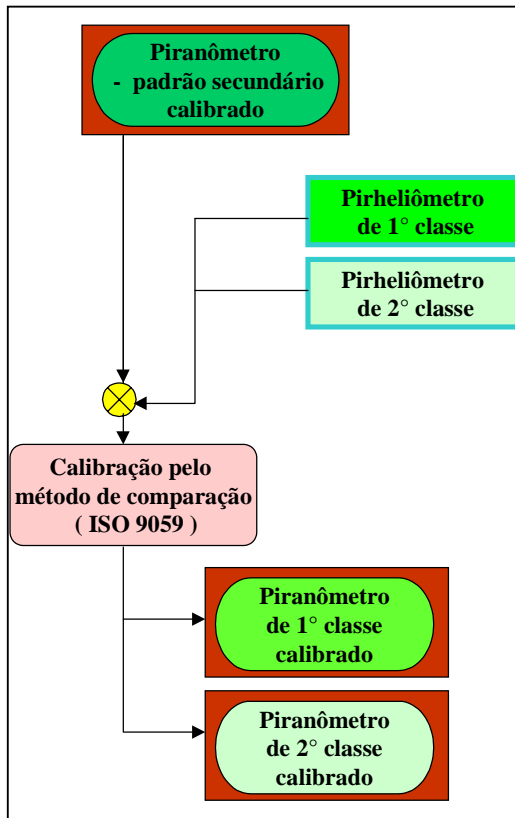 Piranômetro
- padrão secundário
calibrado
Pirheliômetro
de 1° classe
Pirheliômetro
de 2° classe
Calibração pelo
método de comparação
( ISO 9059 )
Piranômetro
de 1° classe
calibrado
Piranômetro
de 2° classe
calibrado